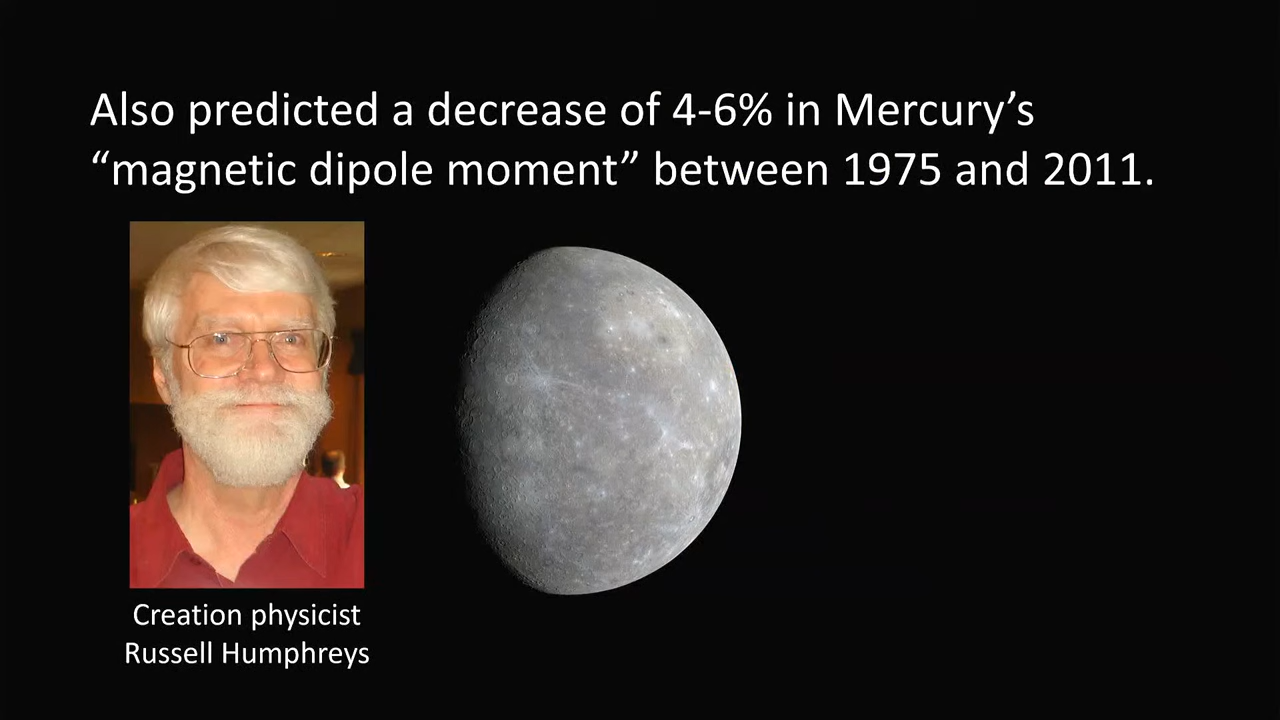 Also predicted a decrease of 4-6% in Mercury’s
“magnetic dipole moment” between 1975 and 2011.
Creation physicist
Russell Humphreys